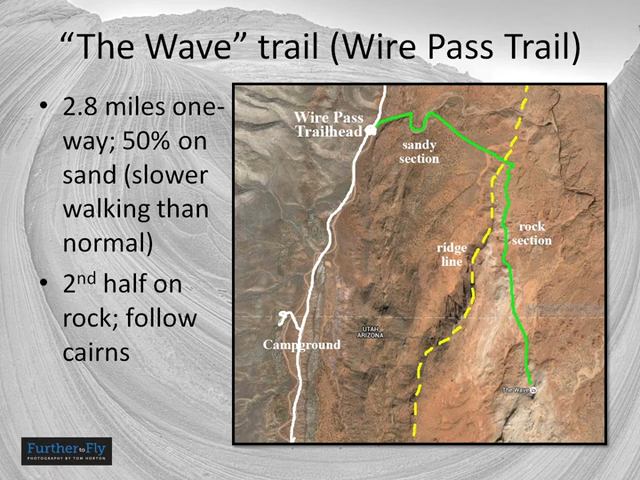 “The Wave” trail (Wire Pass Trail)
• 2.8 miles one-
way; 50% on
sand (slower
walking than
normal)
• 2nd half on
rock; follow
cairns
Wire Pass
Trailhead
sandy
section
rock
section
ridge
line
UTAH
ARIZONA
Campground
The Wave
Further to Fly
PHOTOGRAPHY BY TOM HORTON